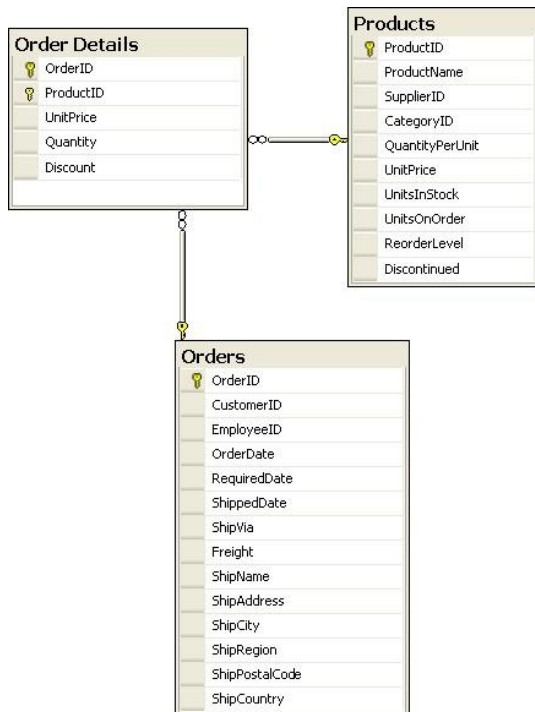 Order Details
OrderID
ProductID
UnitPrice
Quantity
Discount
Products
ProductID
ProductName
SupplierID
CategoryID
QuantityPerUnit
UnitPrice
UnitsInStock
UnitsOnOrder
ReorderLevel
Discontinued
Orders
OrderID
CustomerID
EmployeeID
OrderDate
RequiredDate
ShippedDate
ShipVia
Freight
ShipName
ShipAddress
ShipCity
ShipRegion
ShipPostalCode
ShipCountry